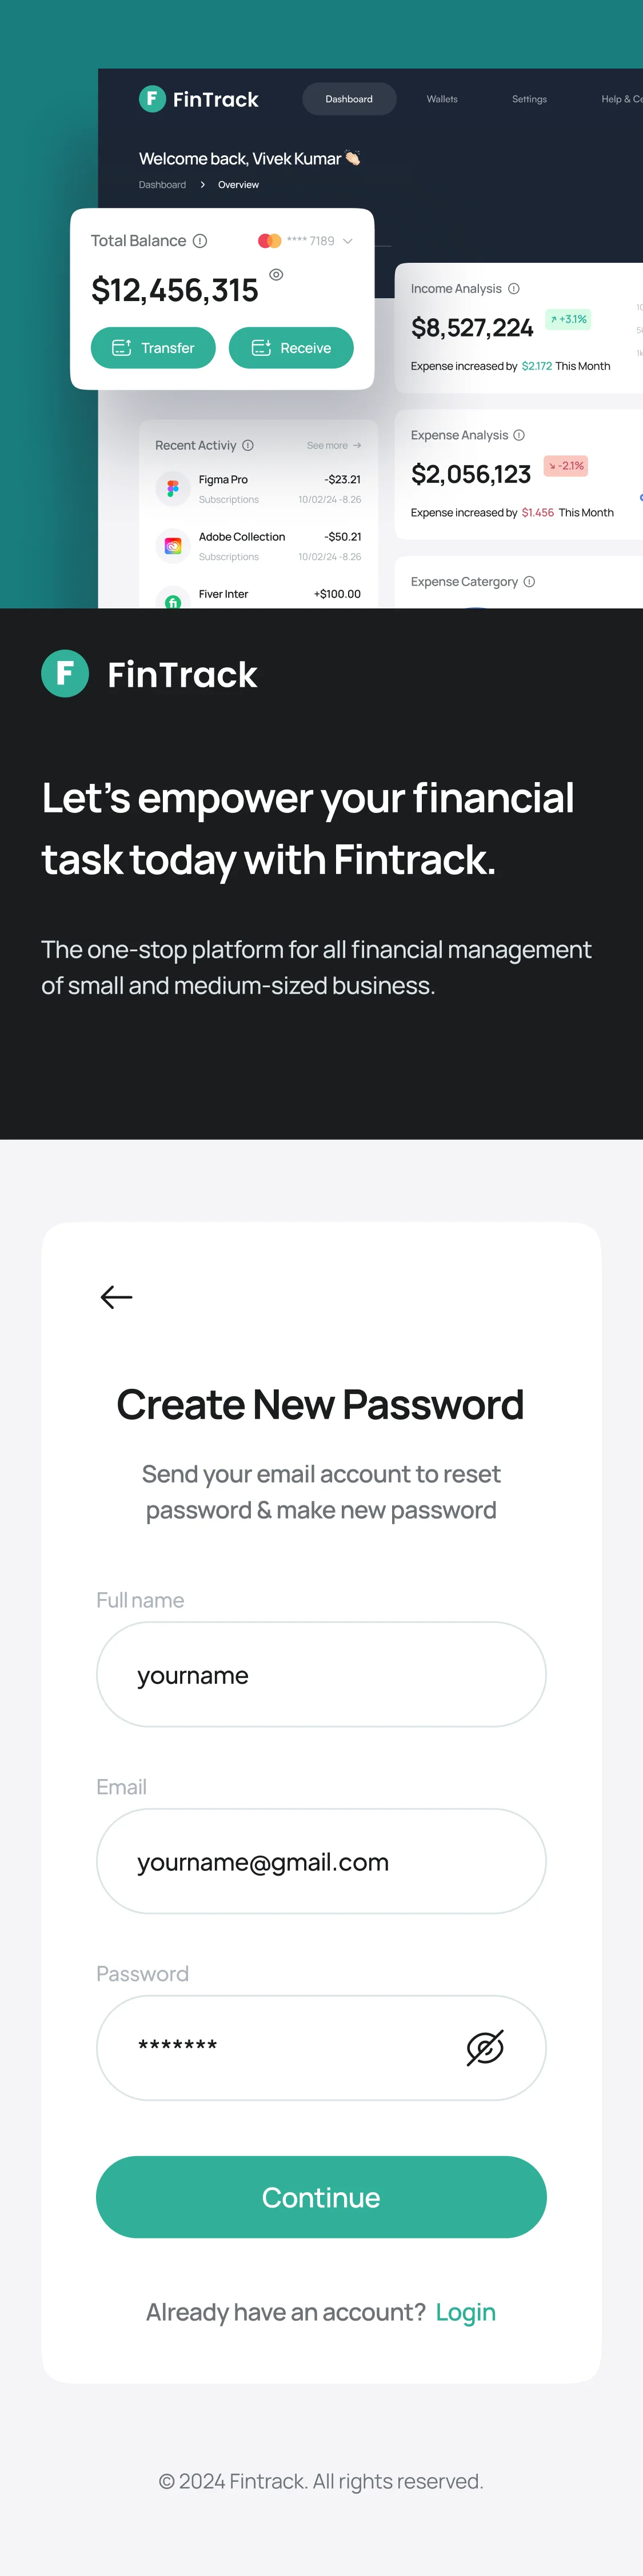 F FinTrack
Dashboard
Wallets
Settings
Help & Ce
Welcome back, Vivek Kumar
Dashboard > Overview
Total Balance
**** 7189
$12,456,315
Transfer
Receive
Income Analysis
$8,527,224
+3.1%
Expense increased by $2.172 This Month
Recent Activiy
See more →
Figma Pro
-$23.21
Subscriptions
10/02/24 -8.26
Adobe Collection
-$50.21
Subscriptions
10/02/24 -8.26
Fiver Inter
+$100.00
fi
Expense Analysis
$2,056,123
-2.1%
Expense increased by $1.456 This Month
Expense Catergory
F FinTrack
Let's empower your financial
task today with Fintrack.
The one-stop platform for all financial management
of small and medium-sized business.
Create New Password
Send your email account to reset
password & make new password
Full name
yourname
Email
yourname@gmail.com
Password
*******
Continue
Already have an account? Login
© 2024 Fintrack. All rights reserved.